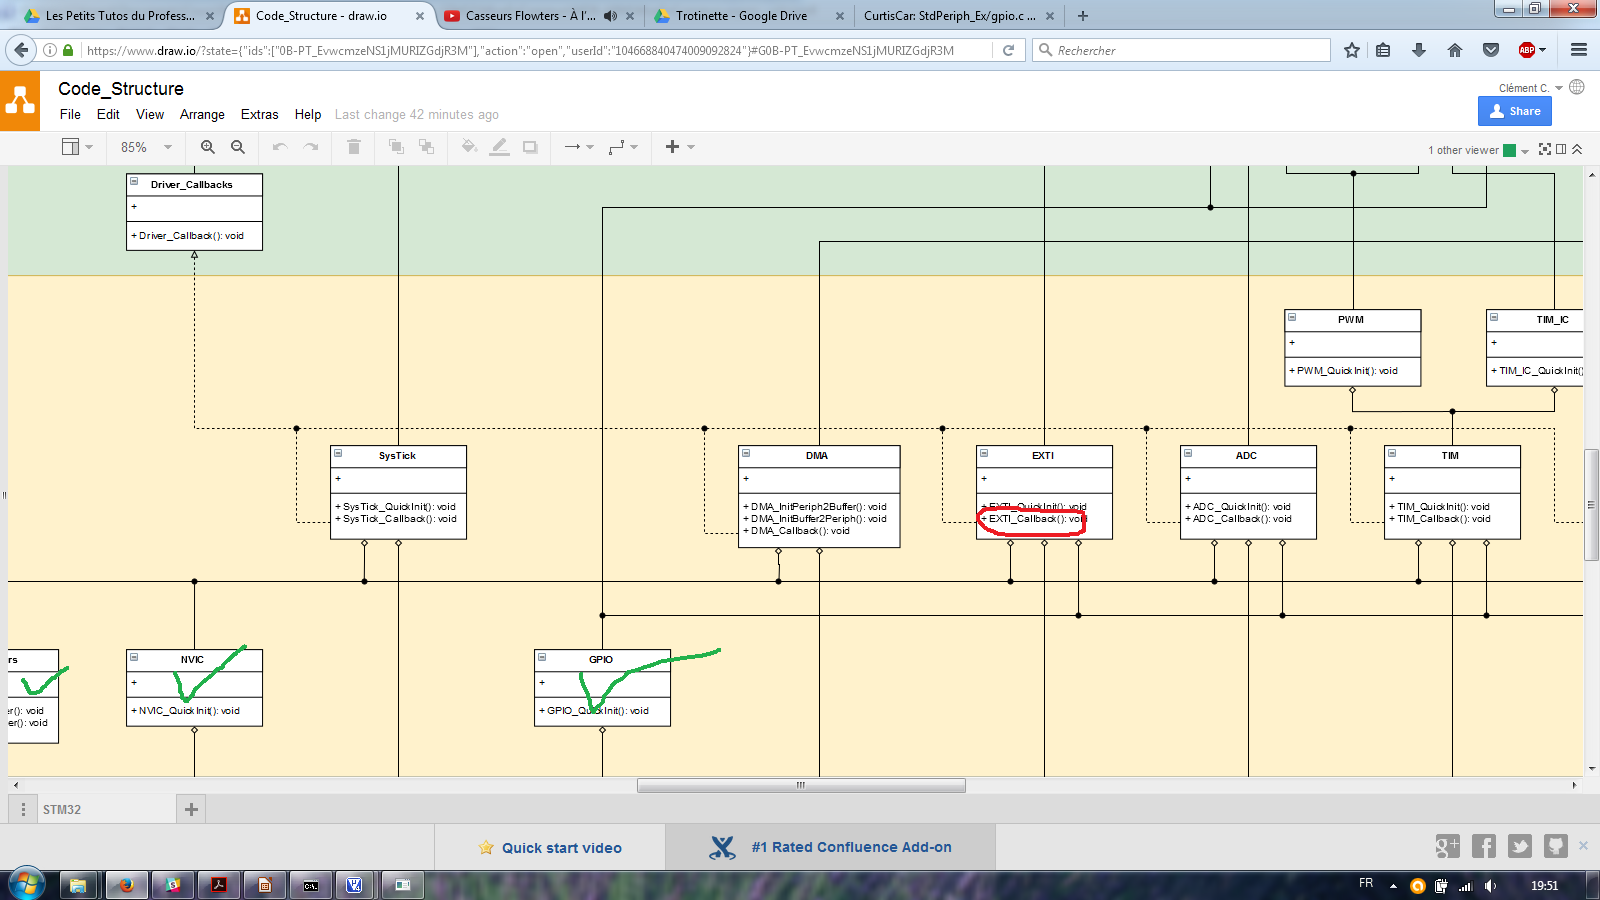 Les Petits Tutos du Profess...
Code_Structure - draw.io
Casseurs Flowters - À l'...
Trotinette - Google Drive
CurtisCar: StdPeriph_Ex/gpio.c ...
https://www.draw.io/?state={"ids":["0B-PT_EvwcmzeNS1jMURIZGdjR3M"],"action":"open","userId":"104668840474009092824"}#G0B-PT_EvwcmzeNS1jMURIZGdjR3M
Rechercher
ABP
Code_Structure
Clément C.
File Edit View Arrange Extras Help Last change 42 minutes ago
Share
85%
1 other viewer
Driver_Callbacks
+
+ Driver_Callback(): void
PWM
+
+ PWM_QuickInit(): void
TIM_IC
+
+ TIM_IC_QuickInit()
SysTick
+
+ SysTick_QuickInit(): void
+ SysTick_Callback(): void
DMA
+
+ DMA_InitPeriph2Buffer(): void
+ DMA_InitBuffer2Periph(): void
+ DMA_Callback(): void
EXTI
+
+ EXTI_QuickInit(): void
+ EXTI_Callback(): void
ADC
+
+ ADC_QuickInit(): void
+ ADC_Callback(): void
TIM
+
+ TIM_QuickInit(): void
+ TIM_Callback(): void
rs
er(): void
er(): void
NVIC
+
+ NVIC_QuickInit(): void
GPIO
+
+ GPIO_QuickInit(): void
STM32
Quick start video
#1 Rated Confluence Add-on
FR
19:51